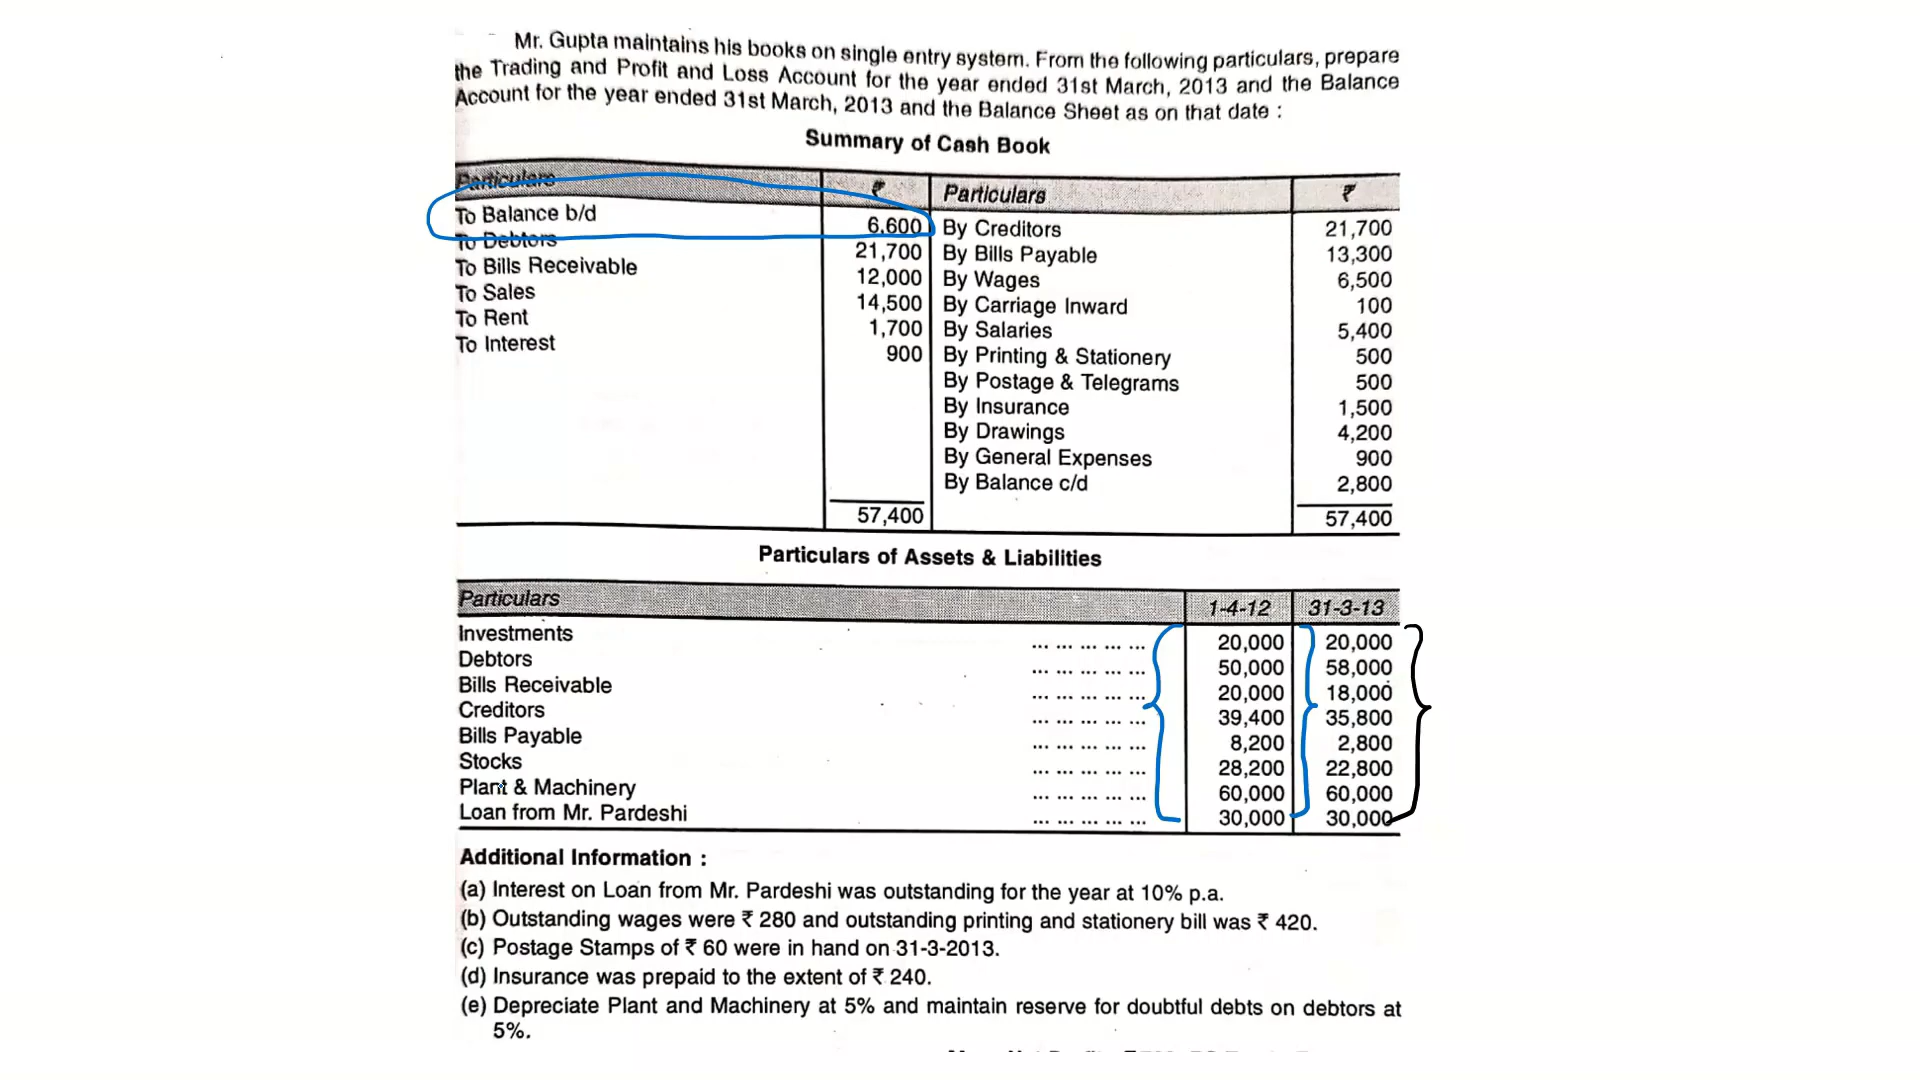 Mr. Gupta maintains his books on single entry system. From the following particulars, prepare
the Trading and Profit and Loss Account for the year ended 31st March, 2013 and the Balance
Account for the year ended 31st March, 2013 and the Balance Sheet as on that date :
Summary of Cash Book
Particulars ₹ Particulars ₹
To Balance b/d 6,600 By Creditors 21,700
To Debtors 21,700 By Bills Payable 13,300
To Bills Receivable 12,000 By Wages 6,500
To Sales 14,500 By Carriage Inward 100
To Rent 1,700 By Salaries 5,400
To Interest 900 By Printing & Stationery 500
By Postage & Telegrams 500
By Insurance 1,500
By Drawings 4,200
By General Expenses 900
By Balance c/d 2,800
57,400 57,400
Particulars of Assets & Liabilities
Particulars 1-4-12 31-3-13
Investments ... ... ... ... ... 20,000 20,000
Debtors ... ... ... ... ... 50,000 58,000
Bills Receivable ... ... ... ... ... 20,000 18,000
Creditors ... ... ... ... ... 39,400 35,800
Bills Payable ... ... ... ... ... 8,200 2,800
Stocks ... ... ... ... ... 28,200 22,800
Plant & Machinery ... ... ... ... ... 60,000 60,000
Loan from Mr. Pardeshi ... ... ... ... ... 30,000 30,000
Additional Information :
(a) Interest on Loan from Mr. Pardeshi was outstanding for the year at 10% p.a.
(b) Outstanding wages were ₹ 280 and outstanding printing and stationery bill was ₹ 420.
(c) Postage Stamps of ₹ 60 were in hand on 31-3-2013.
(d) Insurance was prepaid to the extent of ₹ 240.
(e) Depreciate Plant and Machinery at 5% and maintain reserve for doubtful debts on debtors at
5%.